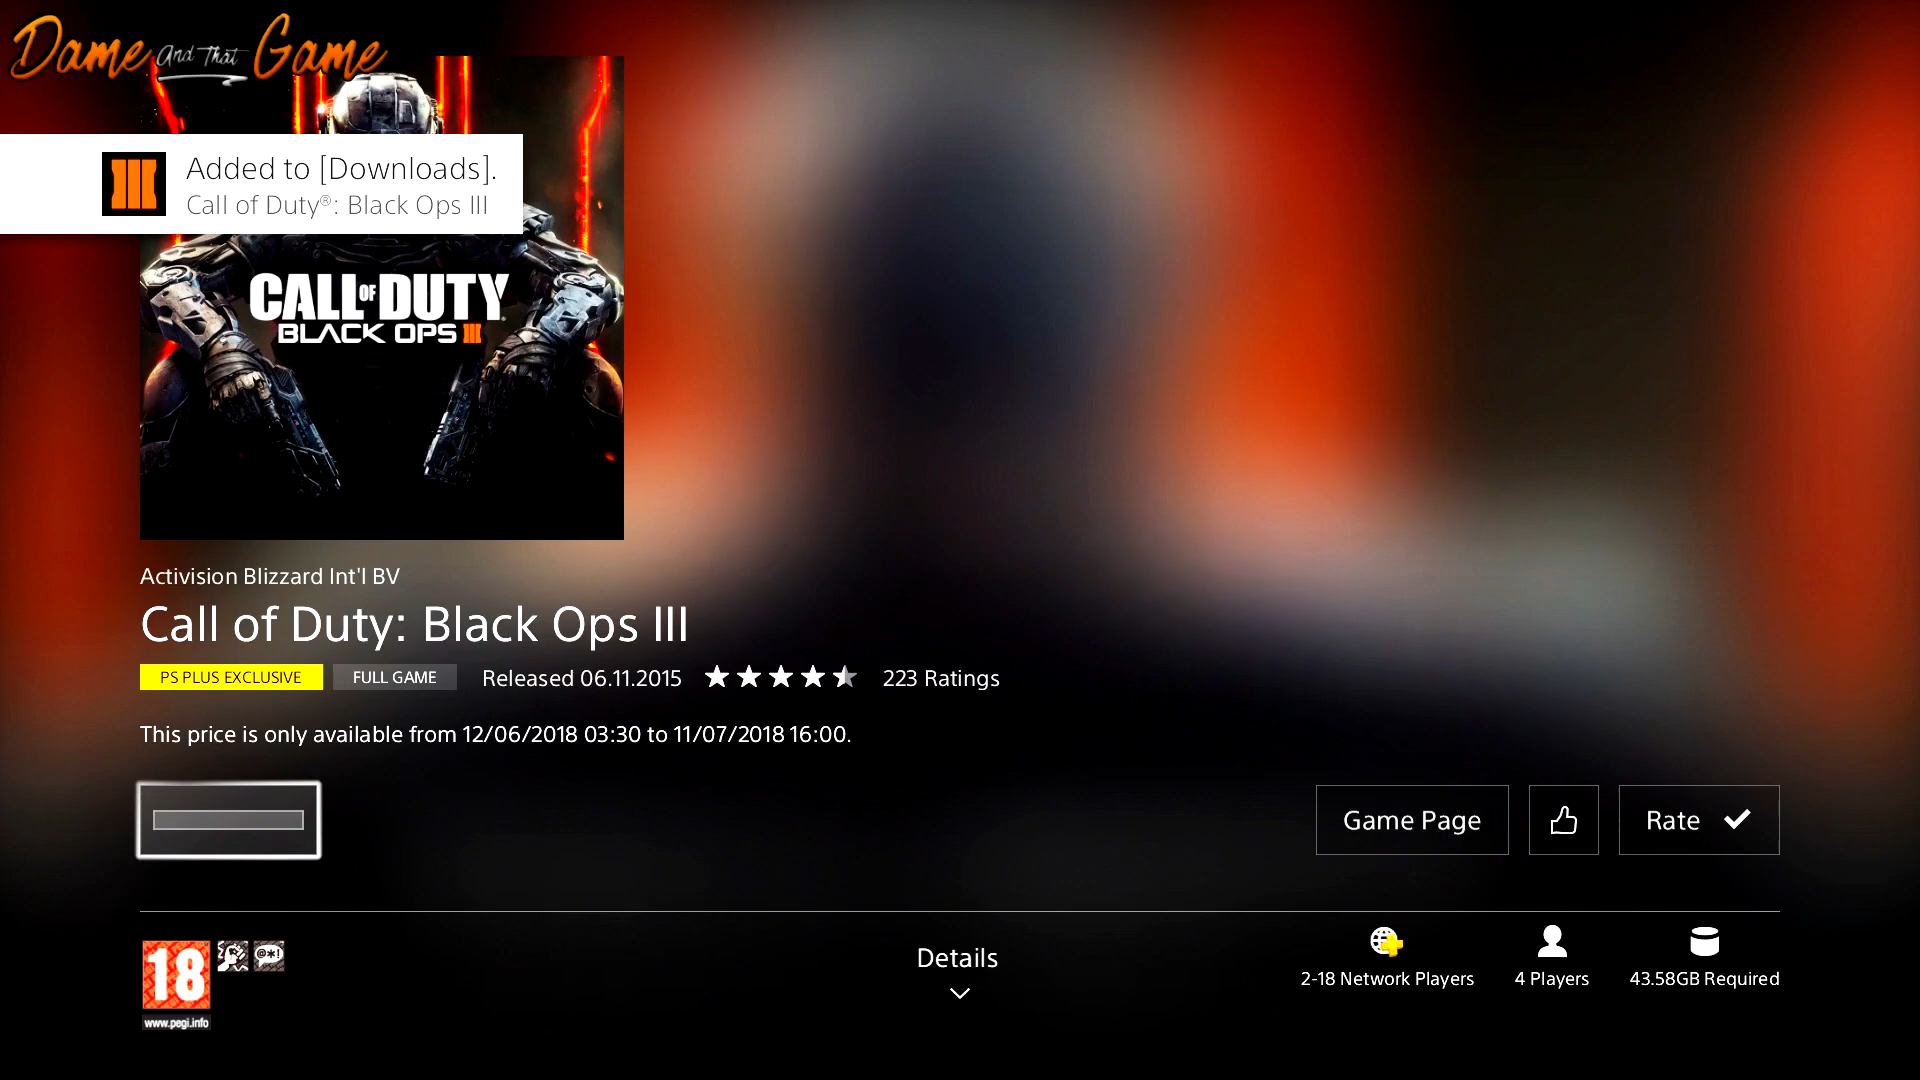 Dame And That Game
Added to [Downloads].
Call of Duty®: Black Ops III
CALL OF DUTY®
BLACK OPS III
Activision Blizzard Int'l BV
Call of Duty: Black Ops III
PS PLUS EXCLUSIVE
FULL GAME
Released 06.11.2015
223 Ratings
This price is only available from 12/06/2018 03:30 to 11/07/2018 16:00.
Game Page
Rate
18
@*!
www.pegi.info
Details
2-18 Network Players
4 Players
43.58GB Required